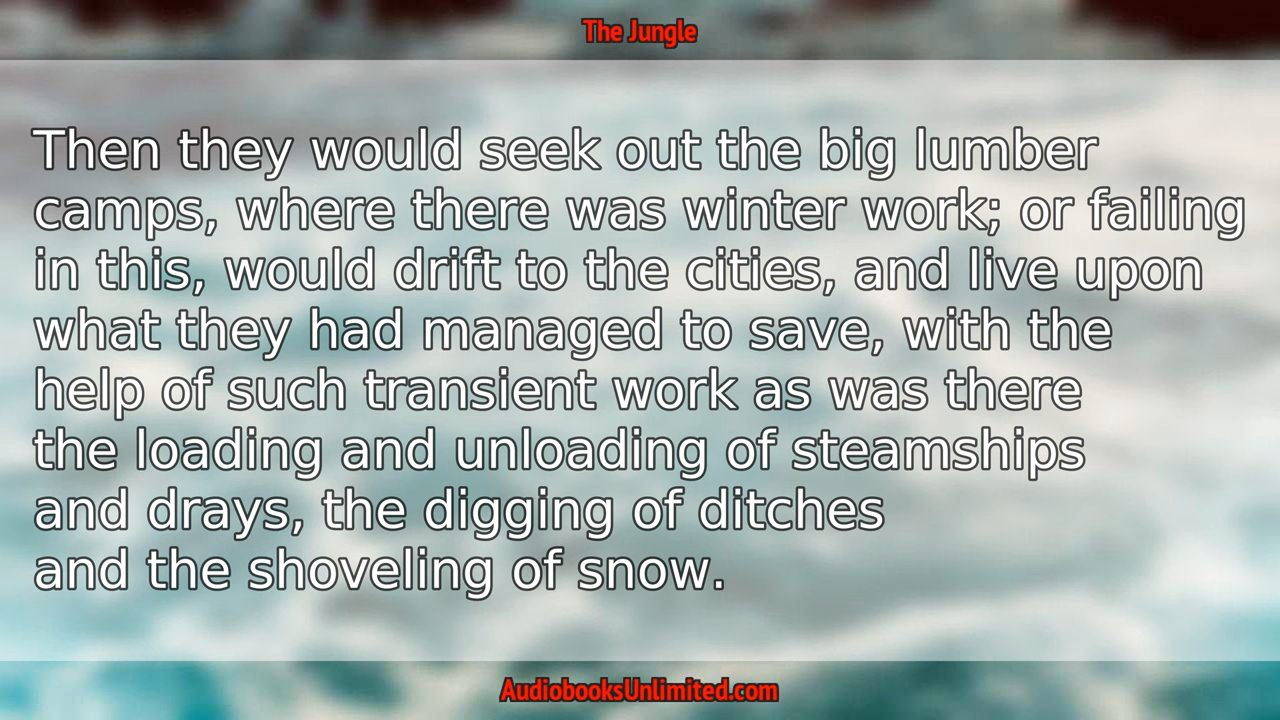 The Jungle
Then they would seek out the big lumber
camps, where there was winter work; or failing
in this, would drift to the cities, and live upon
what they had managed to save, with the
help of such transient work as was there
the loading and unloading of steamships
and drays, the digging of ditches
and the shoveling of snow.
AudiobooksUnlimited.com